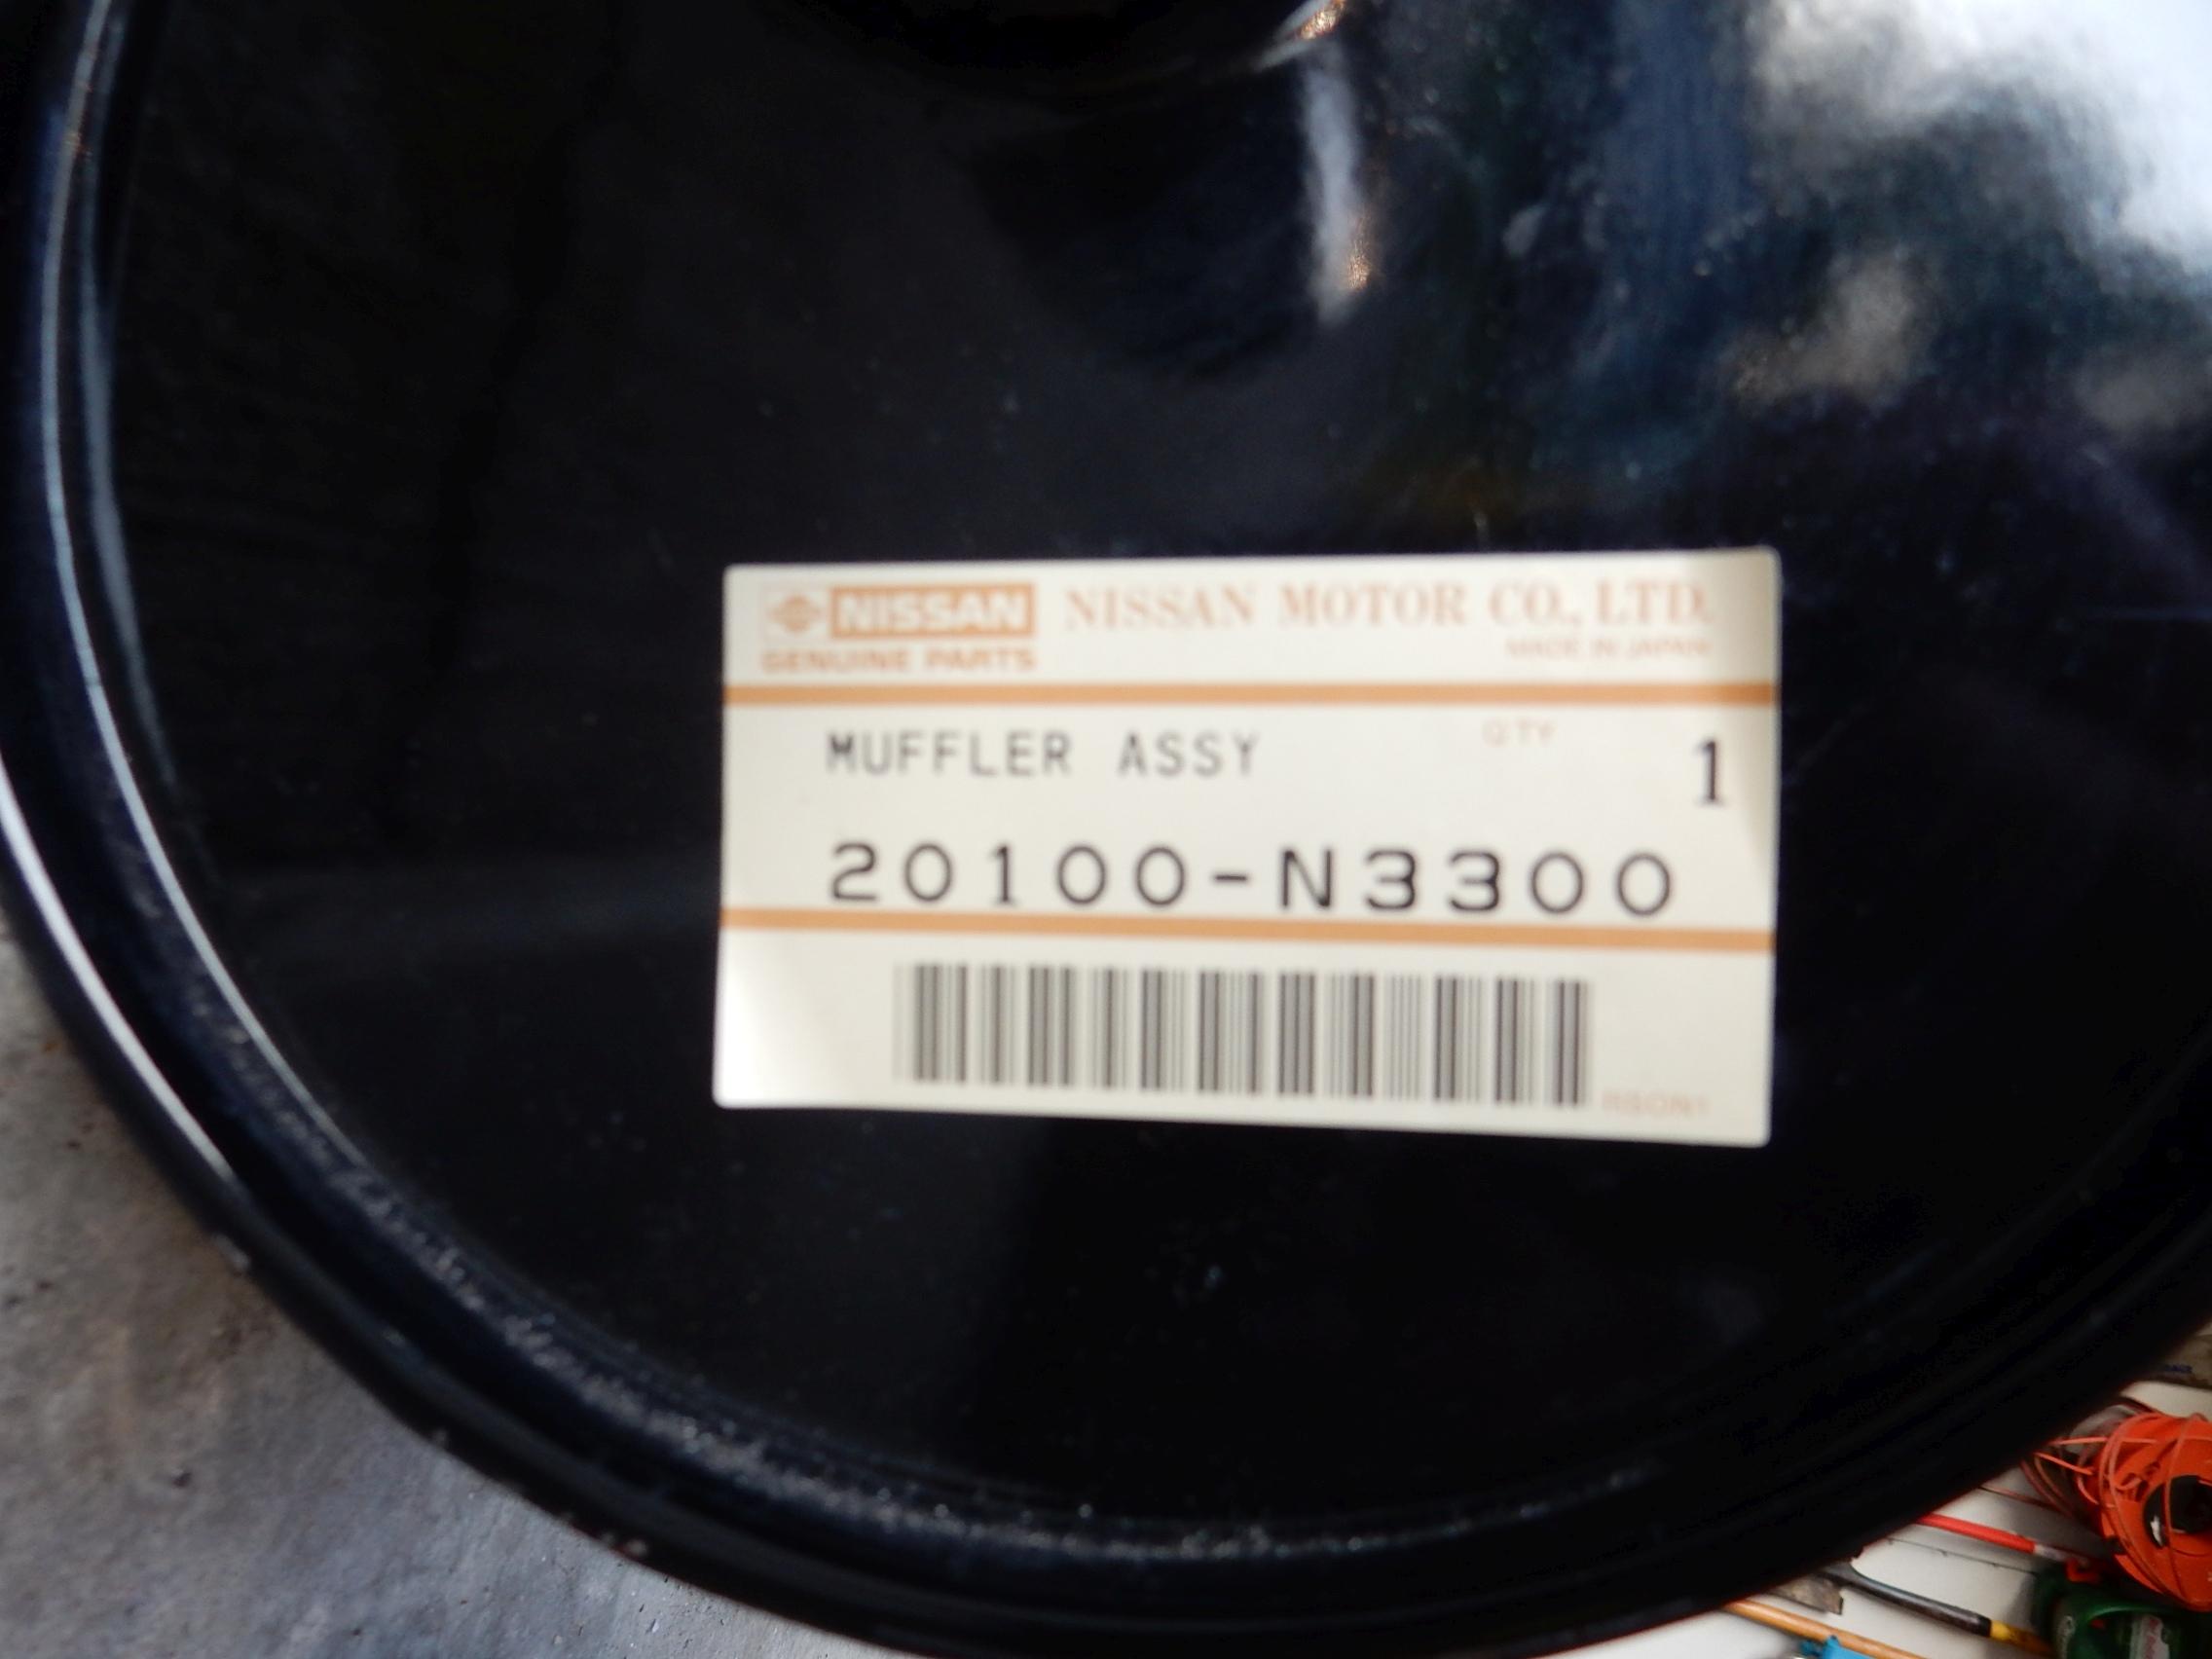 NISSAN NISSAN MOTOR CO., LTD.
GENUINE PARTS MADE IN JAPAN
MUFFLER ASSY QTY 1
20100-N3300